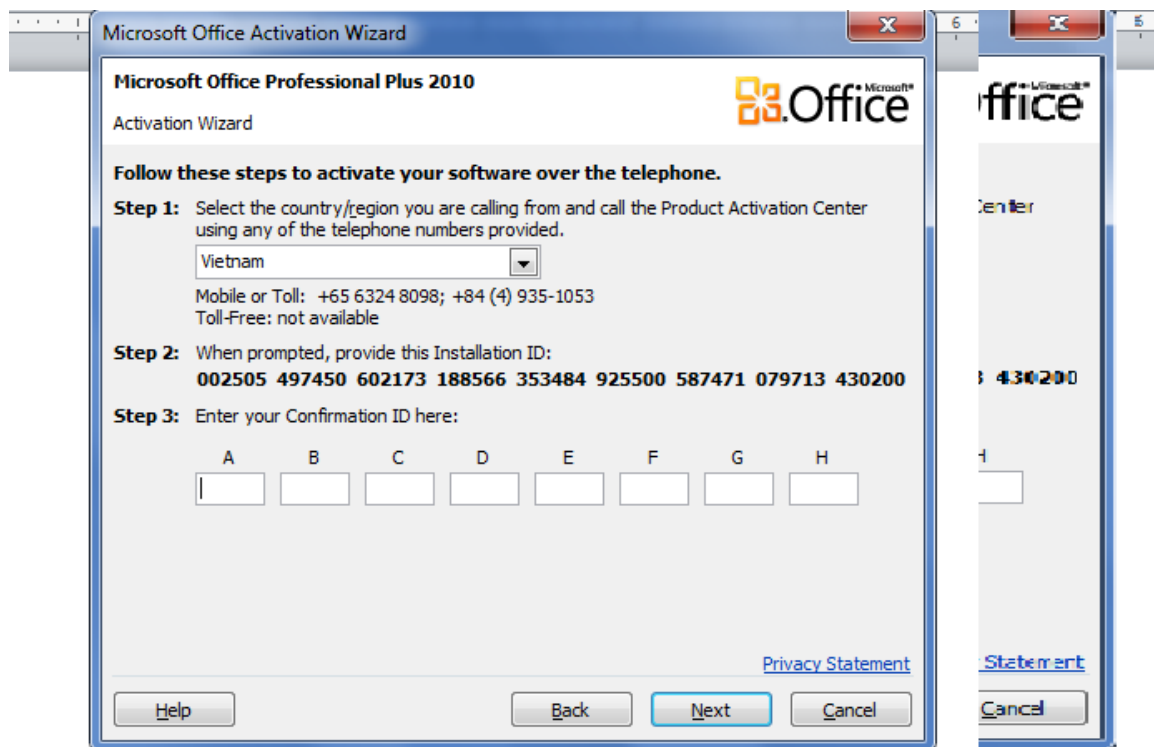 6
5
Microsoft Office Activation Wizard
Microsoft Office Professional Plus 2010
Microsoft®
Office
ffice
Activation Wizard
Follow these steps to activate your software over the telephone.
Step 1: Select the country/region you are calling from and call the Product Activation Center
Center
using any of the telephone numbers provided.
Vietnam
Mobile or Toll: +65 6324 8098; +84 (4) 935-1053
Toll-Free: not available
Step 2: When prompted, provide this Installation ID:
002505 497450 602173 188566 353484 925500 587471 079713 430200
3 430200
Step 3: Enter your Confirmation ID here:
A B C D E F G H
H
Privacy Statement
Statement
Help Back Next Cancel
Cancel